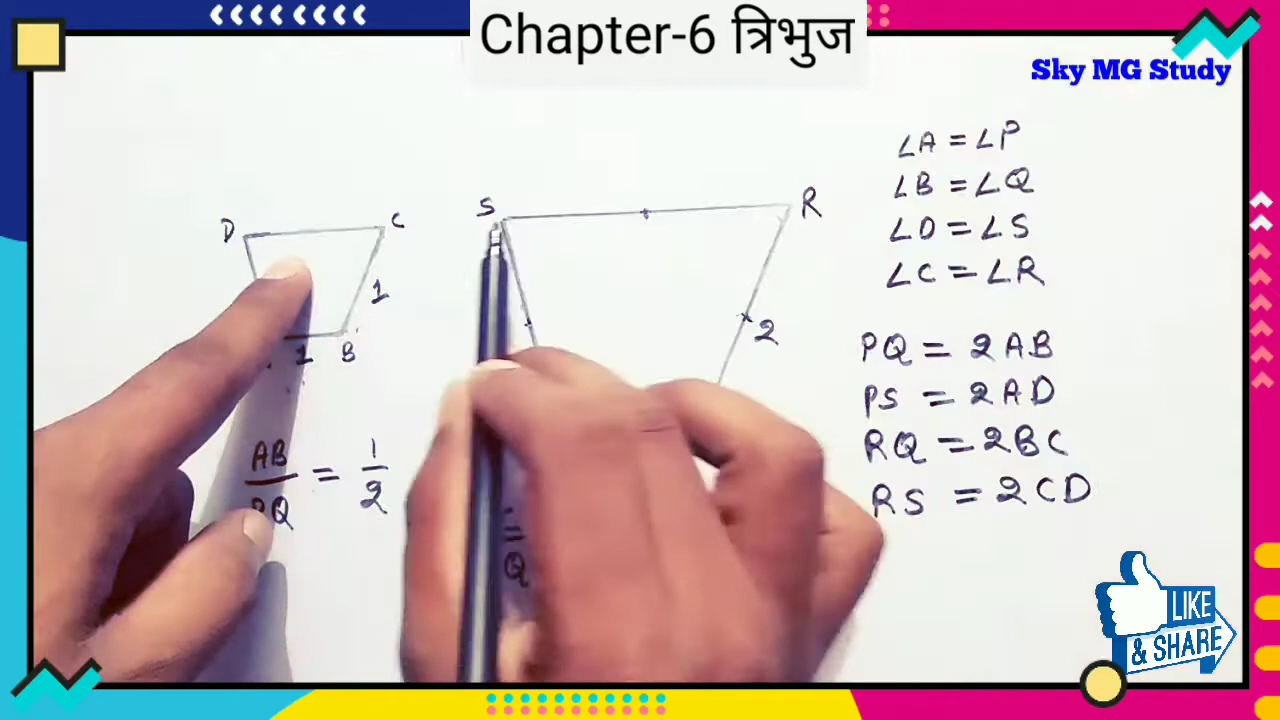 Chapter-6 त्रिभुज
Sky MG Study
∠A = ∠P
∠B = ∠Q
∠D = ∠S
∠C = ∠R
PQ = 2AB
PS = 2AD
RQ = 2BC
RS = 2CD
D
C
1
1
B
S
R
2
AB
= 1/2
Q
LIKE
& SHARE